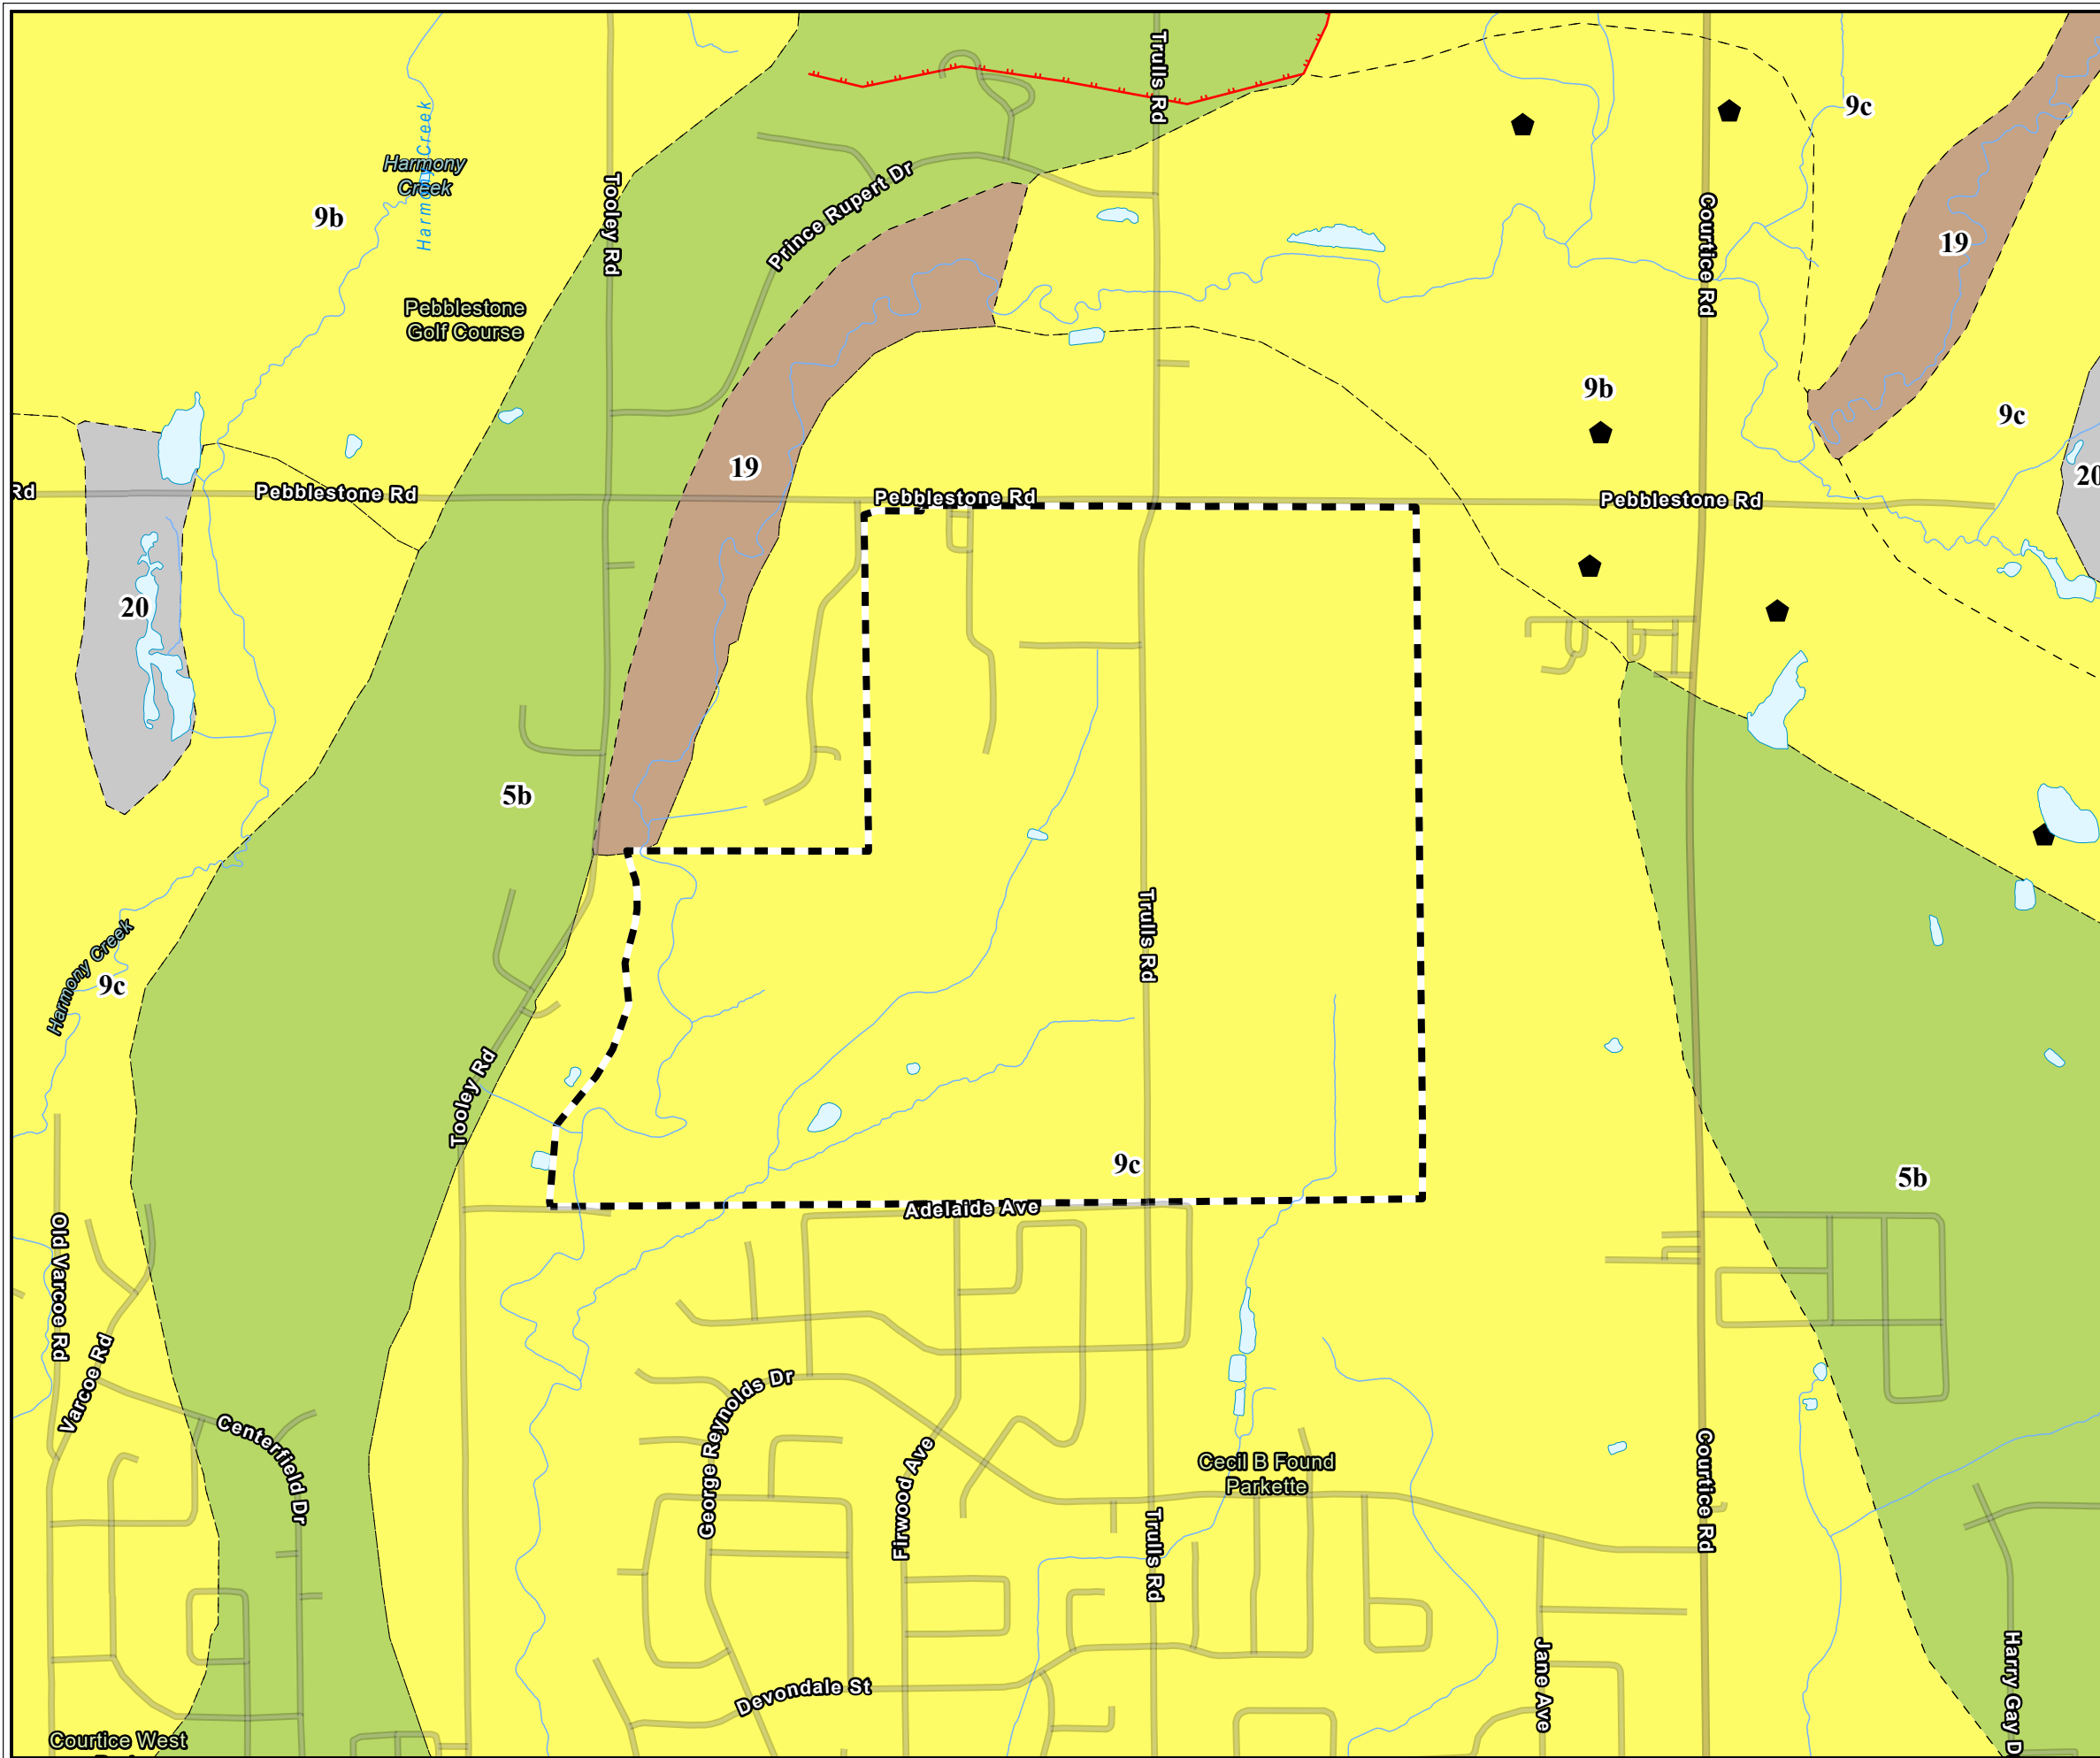 Trulls Rd
9c
Harmony
Creek
Harmony Creek
9b
Tooley Rd
Prince Rupert Dr
Courtice Rd
19
Pebblestone
Golf Course
9b
9c
19
20
Rd
Pebblestone Rd
Pebblestone Rd
Pebblestone Rd
20
5b
Trulls Rd
Harmony Creek
9c
Tooley Rd
9c
5b
Adelaide Ave
Old Varcoe Rd
Varcoe Rd
Centerfield Dr
George Reynolds Dr
Firwood Ave
Cecil B Found
Parkette
Trulls Rd
Courtice Rd
Devondale St
Jane Ave
Harry Gay D
Courtice West